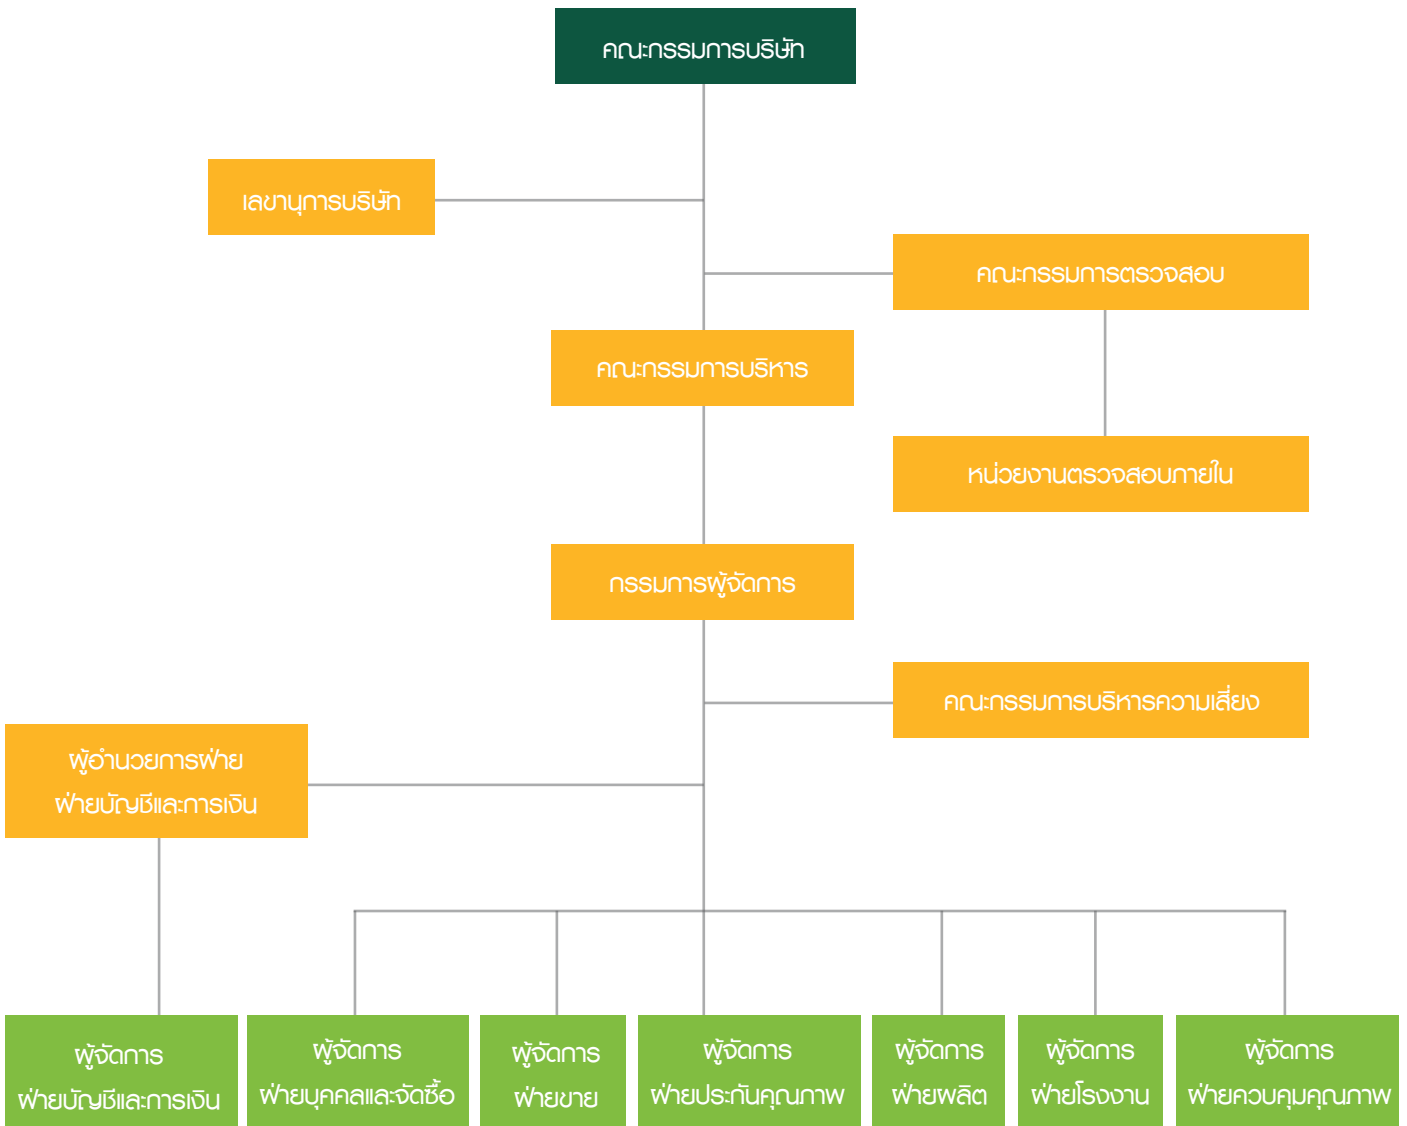 คณะกรรมการบริษัท
เลขานุการบริษัท
คณะกรรมการตรวจสอบ
คณะกรรมการบริหาร
หน่วยงานตรวจสอบภายใน
กรรมการผู้จัดการ
คณะกรรมการบริหารความเสี่ยง
ผู้อำนวยการฝ่าย
ฝ่ายบัญชีและการเงิน
ผู้จัดการ
ฝ่ายบัญชีและการเงิน
ผู้จัดการ
ฝ่ายบุคคลและจัดซื้อ
ผู้จัดการ
ฝ่ายขาย
ผู้จัดการ
ฝ่ายประกันคุณภาพ
ผู้จัดการ
ฝ่ายผลิต
ผู้จัดการ
ฝ่ายโรงงาน
ผู้จัดการ
ฝ่ายควบคุมคุณภาพ